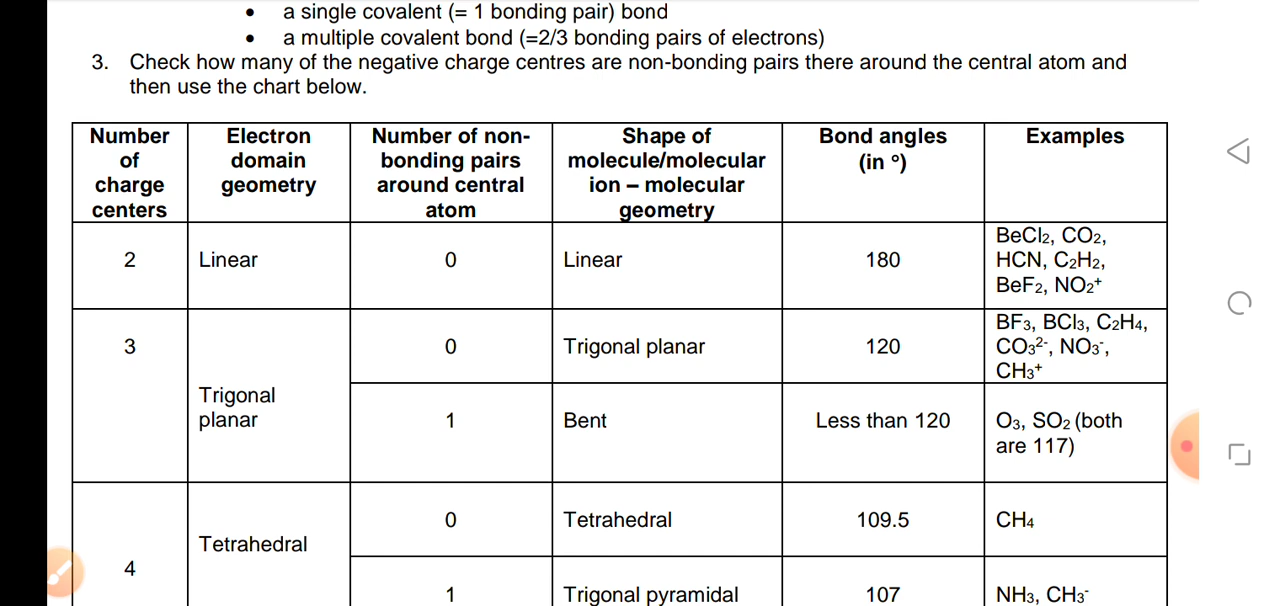 • a single covalent (= 1 bonding pair) bond
• a multiple covalent bond (=2/3 bonding pairs of electrons)
3. Check how many of the negative charge centres are non-bonding pairs there around the central atom and
then use the chart below.
Number
of
charge
centers
Electron
domain
geometry
Number of non-
bonding pairs
around central
atom
Shape of
molecule/molecular
ion – molecular
geometry
Bond angles
(in °)
Examples
2
Linear
0
Linear
180
BeCl₂, CO₂,
HCN, C₂H₂,
BeF₂, NO₂⁺
3
Trigonal
planar
0
Trigonal planar
120
BF₃, BCl₃, C₂H₄,
CO₃²⁻, NO₃⁻,
CH₃⁺
1
Bent
Less than 120
O₃, SO₂ (both
are 117)
4
Tetrahedral
0
Tetrahedral
109.5
CH₄
1
Trigonal pyramidal
107
NH₃, CH₃⁻